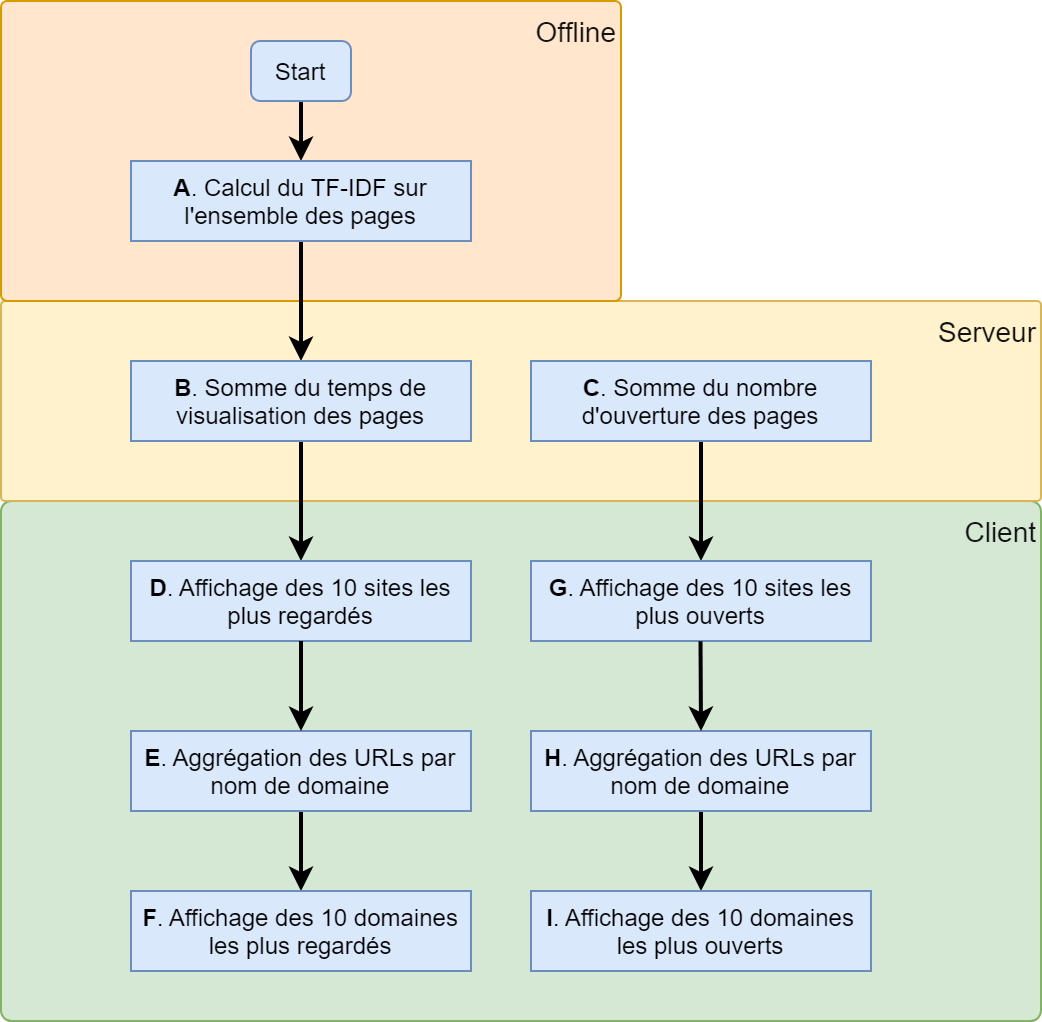 Offline
Start
A. Calcul du TF-IDF sur
l'ensemble des pages
Serveur
B. Somme du temps de
visualisation des pages
C. Somme du nombre
d'ouverture des pages
Client
D. Affichage des 10 sites les
plus regardés
G. Affichage des 10 sites les
plus ouverts
E. Aggrégation des URLs par
nom de domaine
H. Aggrégation des URLs par
nom de domaine
F. Affichage des 10 domaines
les plus regardés
I. Affichage des 10 domaines
les plus ouverts